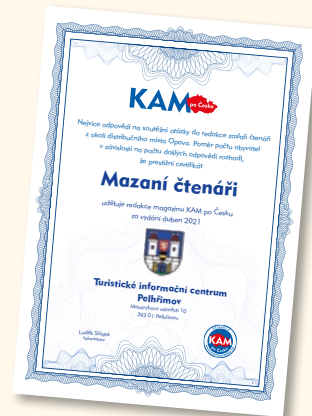 KAM po Česku
Nejvíce odpovědí na soutěžní otázky do redakce zaslali čtenáři
z okolí distribučního místa Opava. Poměr počtu obyvatel
v závislosti na počtu došlých odpovědí rozhodl,
že prestižní certifikát
Mazaní čtenáři
uděluje redakce magazínu KAM po Česku
za vydání duben 2021
Turistické informační centrum
Pelhřimov
Masarykovo náměstí 10
393 01 Pelhřimov
Luděk Sládek
KAM
po Česku